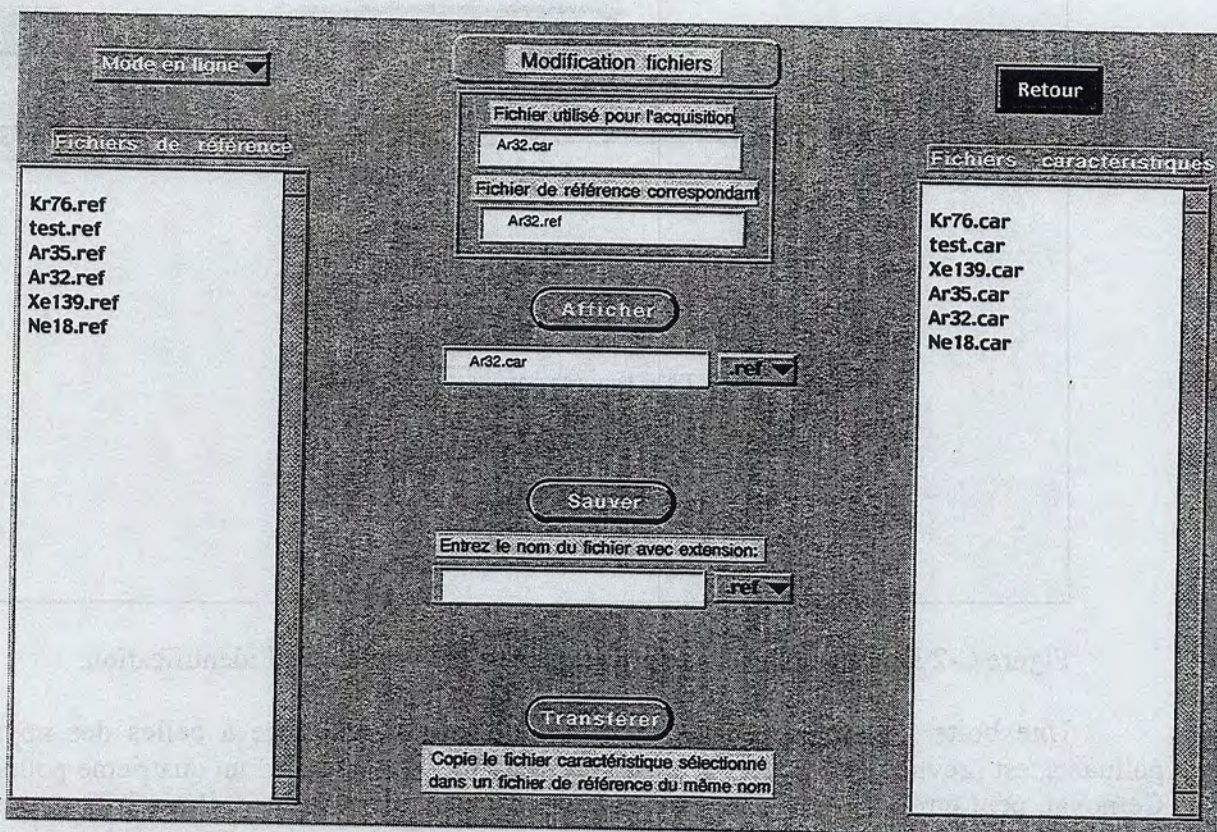 Mode en ligne
Modification fichiers
Retour
Fichier utilisé pour l'acquisition
Ar32.car
Fichier de référence correspondant
Ar32.ref
Fichiers de référence
Kr76.ref
test.ref
Ar35.ref
Ar32.ref
Xe139.ref
Ne18.ref
Fichiers caractéristiques
Kr76.car
test.car
Xe139.car
Ar35.car
Ar32.car
Ne18.car
Afficher
Ar32.car
.ref
Sauver
Entrez le nom du fichier avec extension:
.ref
Transférer
Copie le fichier caractéristique sélectionné
dans un fichier de référence du même nom